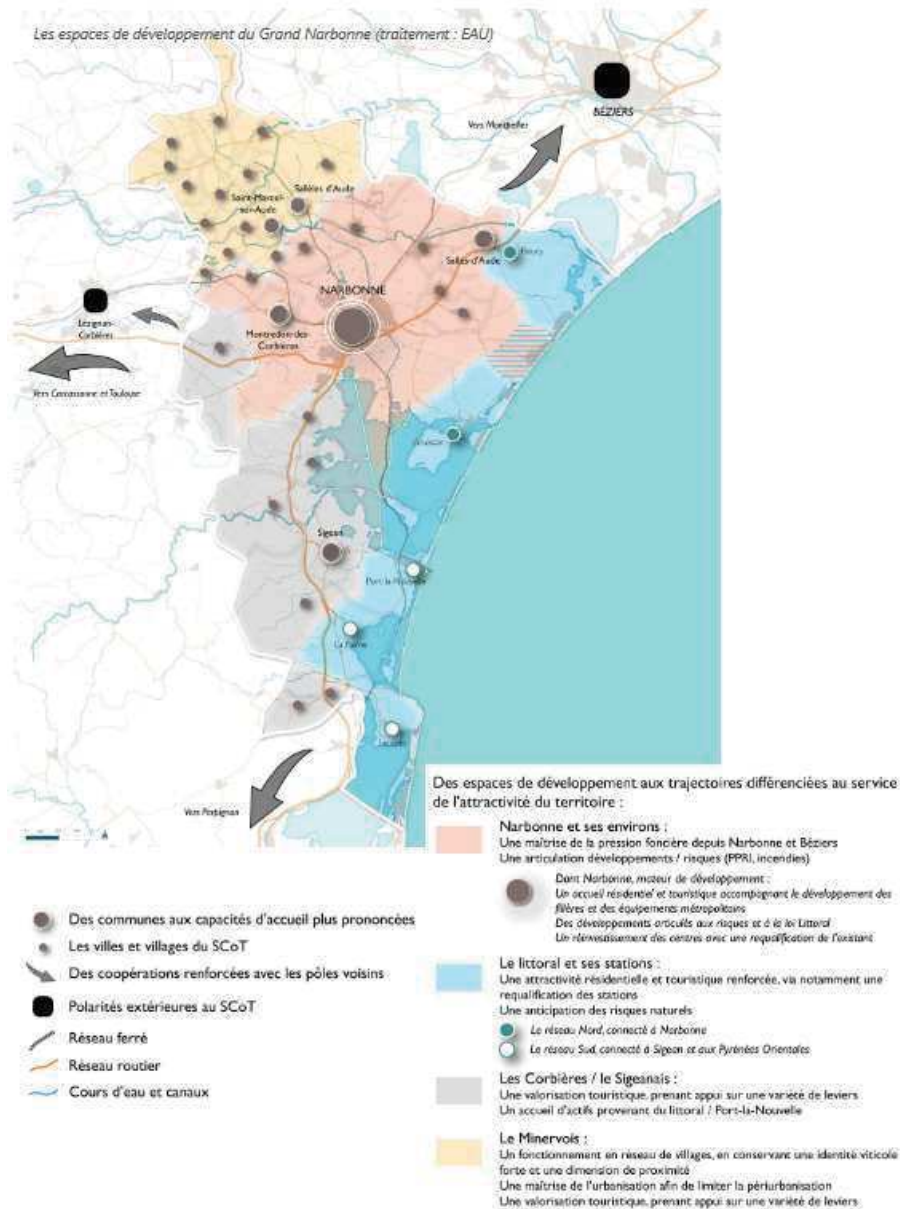 Les espaces de développement du Grand Narbonne (traitement : EAU)
BÉZIERS
Vers Montpellier
Sallèles d'Aude
Saint-Marcel-
sur-Aude
Fleury
Salles d'Aude
NARBONNE
Lézignan-
Corbières
Montredon-des-
Corbières
Vers Carcassonne et Toulouse
Gruissan
Sigean
Port-la-Nouvelle
La Palme
Leucate
Vers Perpignan
Des espaces de développement aux trajectoires différenciées au service
de l'attractivité du territoire :
Narbonne et ses environs :
Une maîtrise de la pression foncière depuis Narbonne et Béziers
Une articulation développements / risques (PPRI, incendies)
Dont Narbonne, moteur de développement :
Un accueil résidentiel et touristique accompagnant le développement des
filières et des équipements métropolitains
Des développements articulés aux risques et à la loi Littoral
Un réinvestissement des centres avec une requalification de l'existant
Le littoral et ses stations :
Une attractivité résidentielle et touristique renforcée, via notamment une
requalification des stations
Une anticipation des risques naturels
Le réseau Nord, connecté à Narbonne
Le réseau Sud, connecté à Sigean et aux Pyrénées Orientales
Les Corbières / le Sigeanais :
Une valorisation touristique, prenant appui sur une variété de leviers
Un accueil d'actifs provenant du littoral / Port-la-Nouvelle
Le Minervois :
Un fonctionnement en réseau de villages, en conservant une identité viticole
forte et une dimension de proximité
Une maîtrise de l'urbanisation afin de limiter la périurbanisation
Une valorisation touristique, prenant appui sur une variété de leviers
Des communes aux capacités d'accueil plus prononcées
Les villes et villages du SCoT
Des coopérations renforcées avec les pôles voisins
Polarités extérieures au SCoT
Réseau ferré
Réseau routier
Cours d'eau et canaux